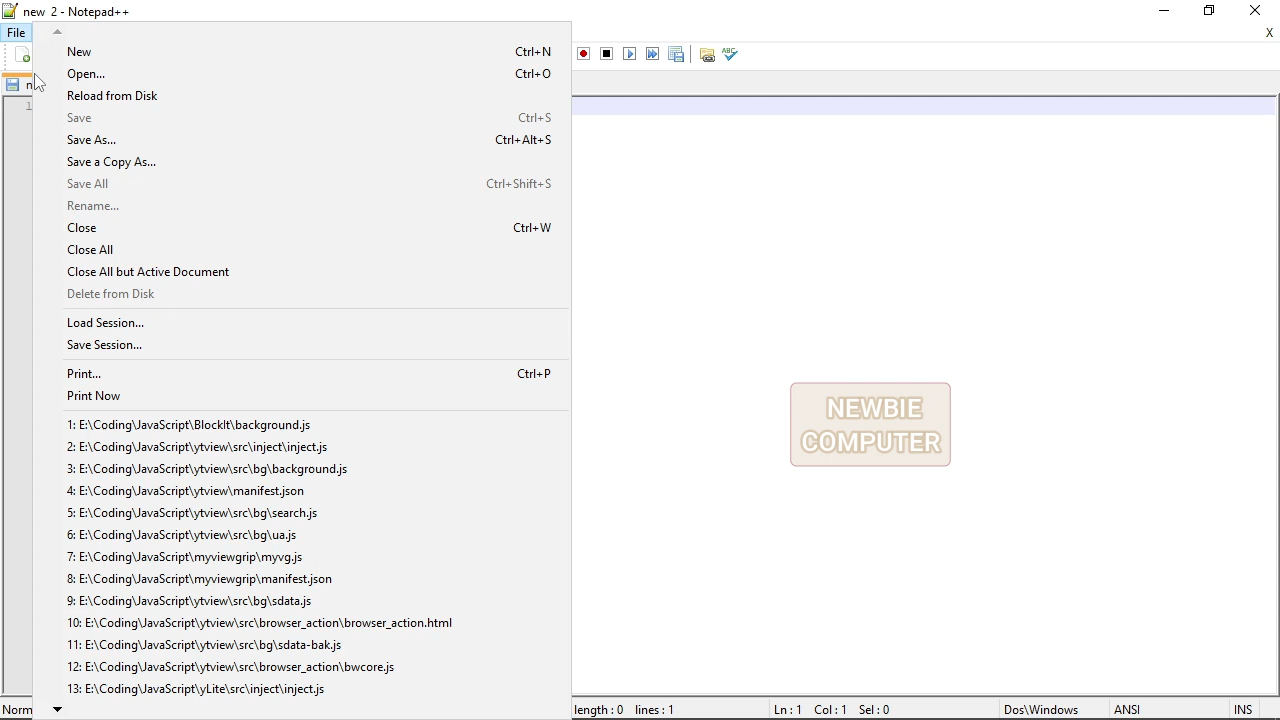 new 2 - Notepad++
File
X
New Ctrl+N
Open... Ctrl+O
Reload from Disk
Save Ctrl+S
Save As... Ctrl+Alt+S
Save a Copy As...
Save All Ctrl+Shift+S
Rename...
Close Ctrl+W
Close All
Close All but Active Document
Delete from Disk
Load Session...
Save Session...
Print... Ctrl+P
Print Now
1: E:\Coding\JavaScript\BlockIt\background.js
2: E:\Coding\JavaScript\ytview\src\inject\inject.js
3: E:\Coding\JavaScript\ytview\src\bg\background.js
4: E:\Coding\JavaScript\ytview\manifest.json
5: E:\Coding\JavaScript\ytview\src\bg\search.js
6: E:\Coding\JavaScript\ytview\src\bg\ua.js
7: E:\Coding\JavaScript\myviewgrip\myvg.js
8: E:\Coding\JavaScript\myviewgrip\manifest.json
9: E:\Coding\JavaScript\ytview\src\bg\sdata.js
10: E:\Coding\JavaScript\ytview\src\browser_action\browser_action.html
11: E:\Coding\JavaScript\ytview\src\bg\sdata-bak.js
12: E:\Coding\JavaScript\ytview\src\browser_action\bwcore.js
13: E:\Coding\JavaScript\yLite\src\inject\inject.js
ABC
n
1
NEWBIE
COMPUTER
Norm length : 0 lines : 1 Ln : 1 Col : 1 Sel : 0 Dos\Windows ANSI INS